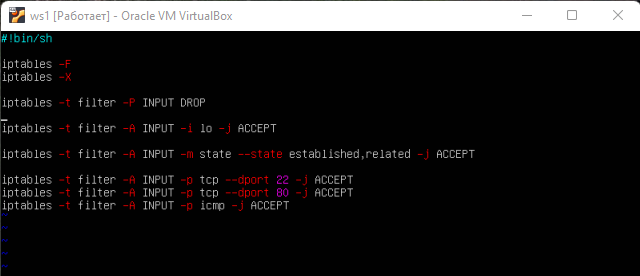 ws1 [Работает] - Oracle VM VirtualBox
#!bin/sh
iptables -F
iptables -X
iptables -t filter -P INPUT DROP
iptables -t filter -A INPUT -i lo -j ACCEPT
iptables -t filter -A INPUT -m state --state established,related -j ACCEPT
iptables -t filter -A INPUT -p tcp --dport 22 -j ACCEPT
iptables -t filter -A INPUT -p tcp --dport 80 -j ACCEPT
iptables -t filter -A INPUT -p icmp -j ACCEPT
~
~
~
~
~